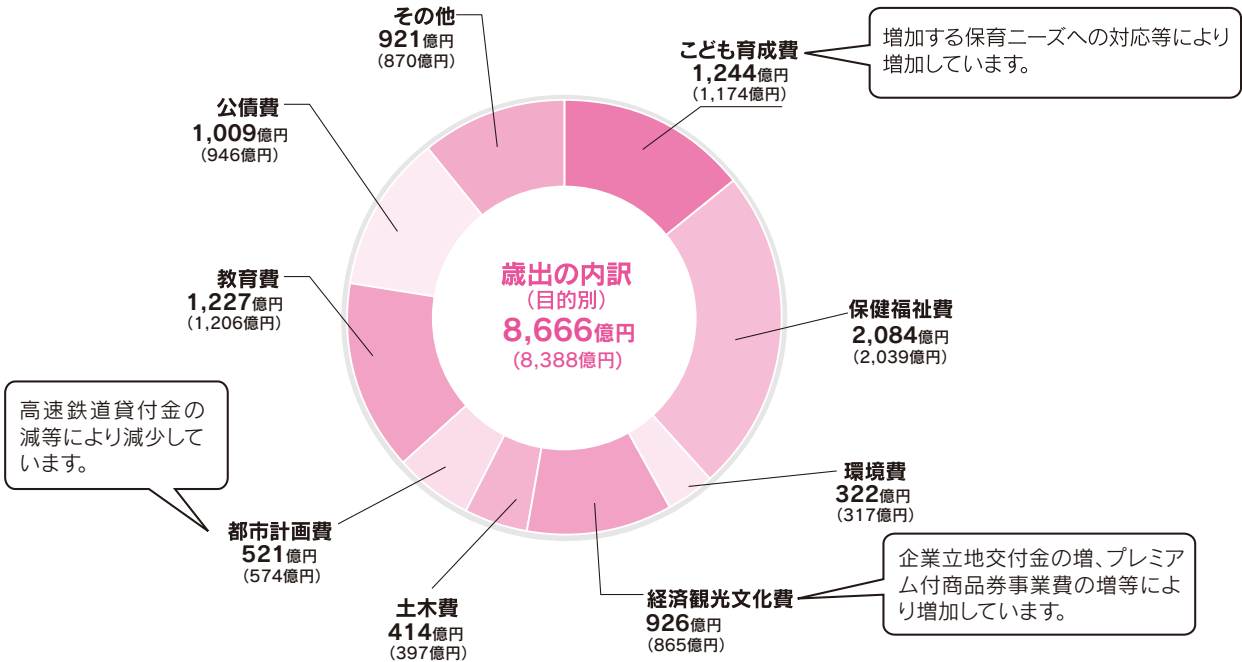 その他
921億円
(870億円)
こども育成費
1,244億円
(1,174億円)
増加する保育ニーズへの対応等により
増加しています。
公債費
1,009億円
(946億円)
教育費
1,227億円
(1,206億円)
歳出の内訳
(目的別)
8,666億円
(8,388億円)
保健福祉費
2,084億円
(2,039億円)
高速鉄道貸付金の
減等により減少して
います。
環境費
322億円
(317億円)
都市計画費
521億円
(574億円)
土木費
414億円
(397億円)
経済観光文化費
926億円
(865億円)
企業立地交付金の増、プレミア
ム付商品券事業費の増等によ
り増加しています。